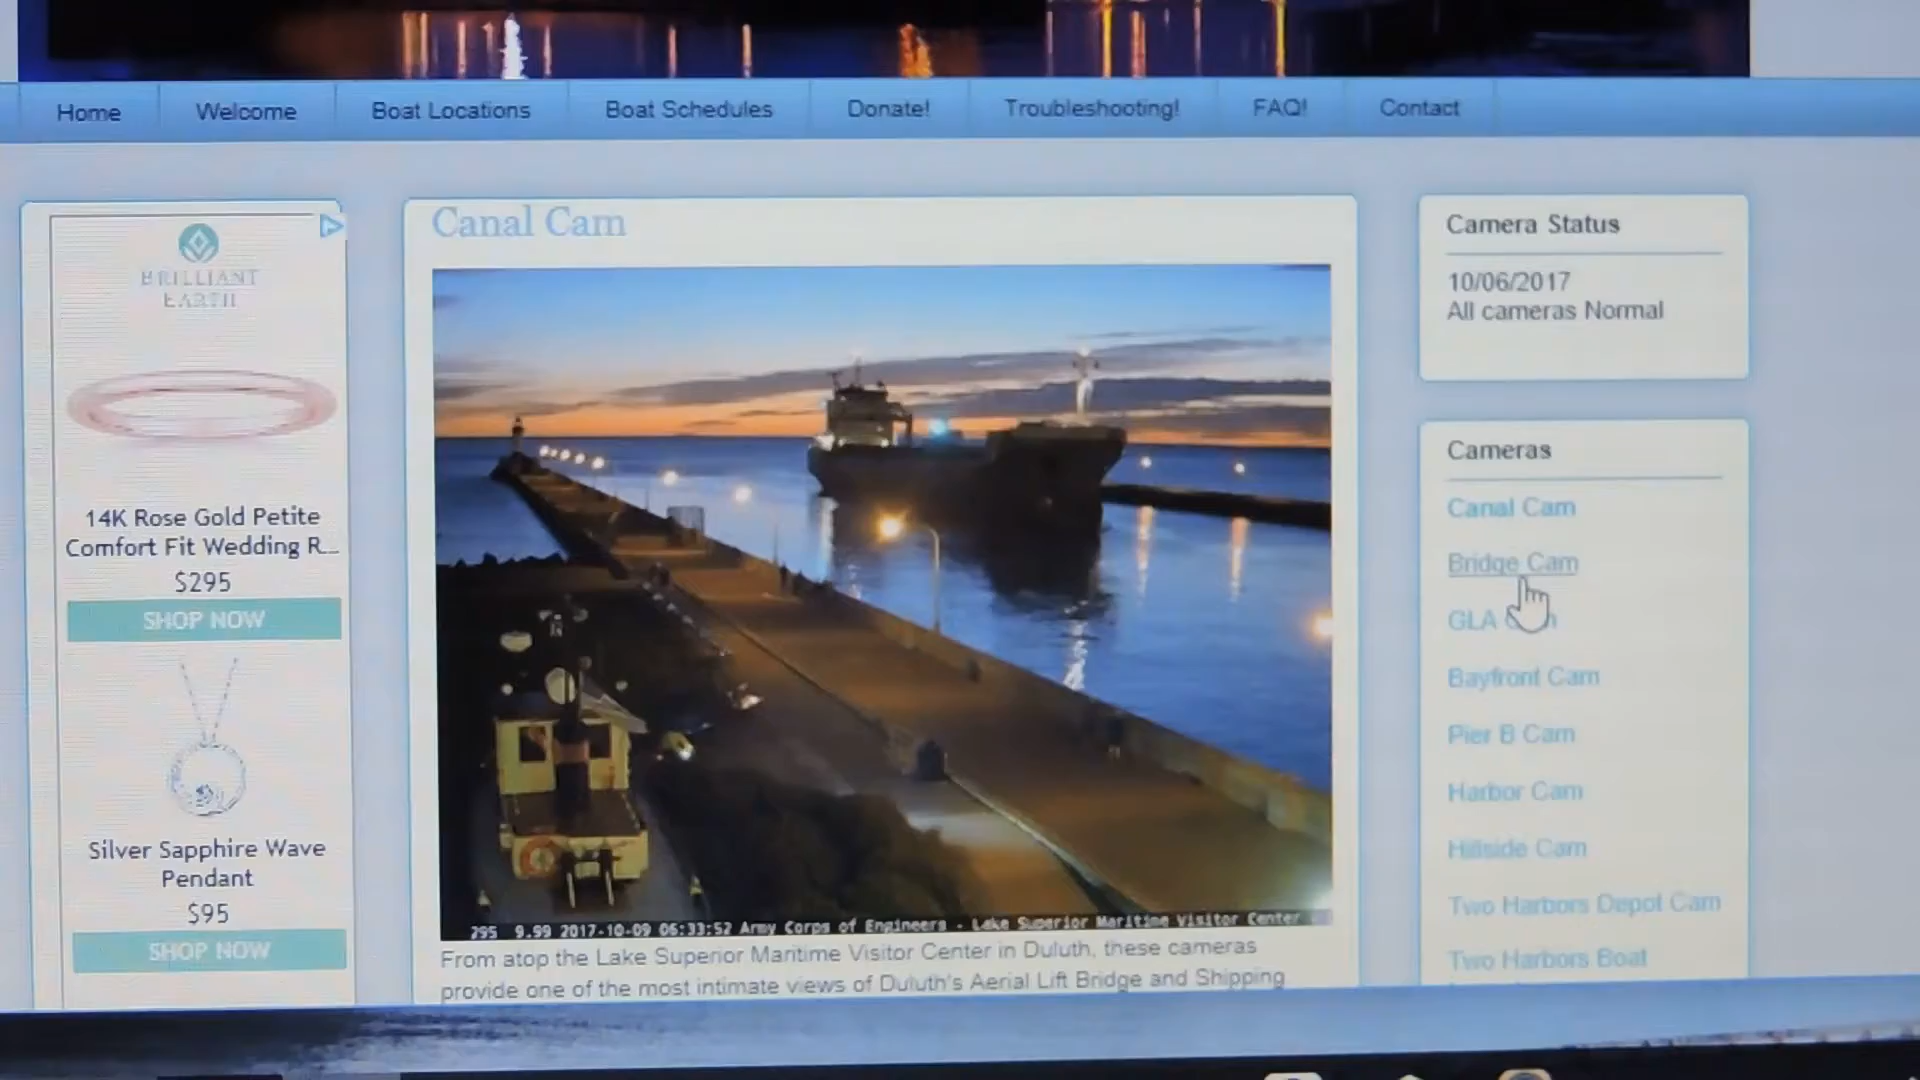 Home Welcome Boat Locations Boat Schedules Donate! Troubleshooting! FAQ! Contact
BRILLIANT
EARTH
14K Rose Gold Petite
Comfort Fit Wedding R...
$295
SHOP NOW
Silver Sapphire Wave
Pendant
$95
SHOP NOW
Canal Cam
295 9.59 2017-10-09 06:33:52 Army Corps of Engineers - Lake Superior Maritime Visitor Center
From atop the Lake Superior Maritime Visitor Center in Duluth, these cameras
provide one of the most intimate views of Duluth's Aerial Lift Bridge and Shipping
Camera Status
10/06/2017
All cameras Normal
Cameras
Canal Cam
Bridge Cam
GLA
Bayfront Cam
Pier B Cam
Harbor Cam
Hillside Cam
Two Harbors Depot Cam
Two Harbors Boat